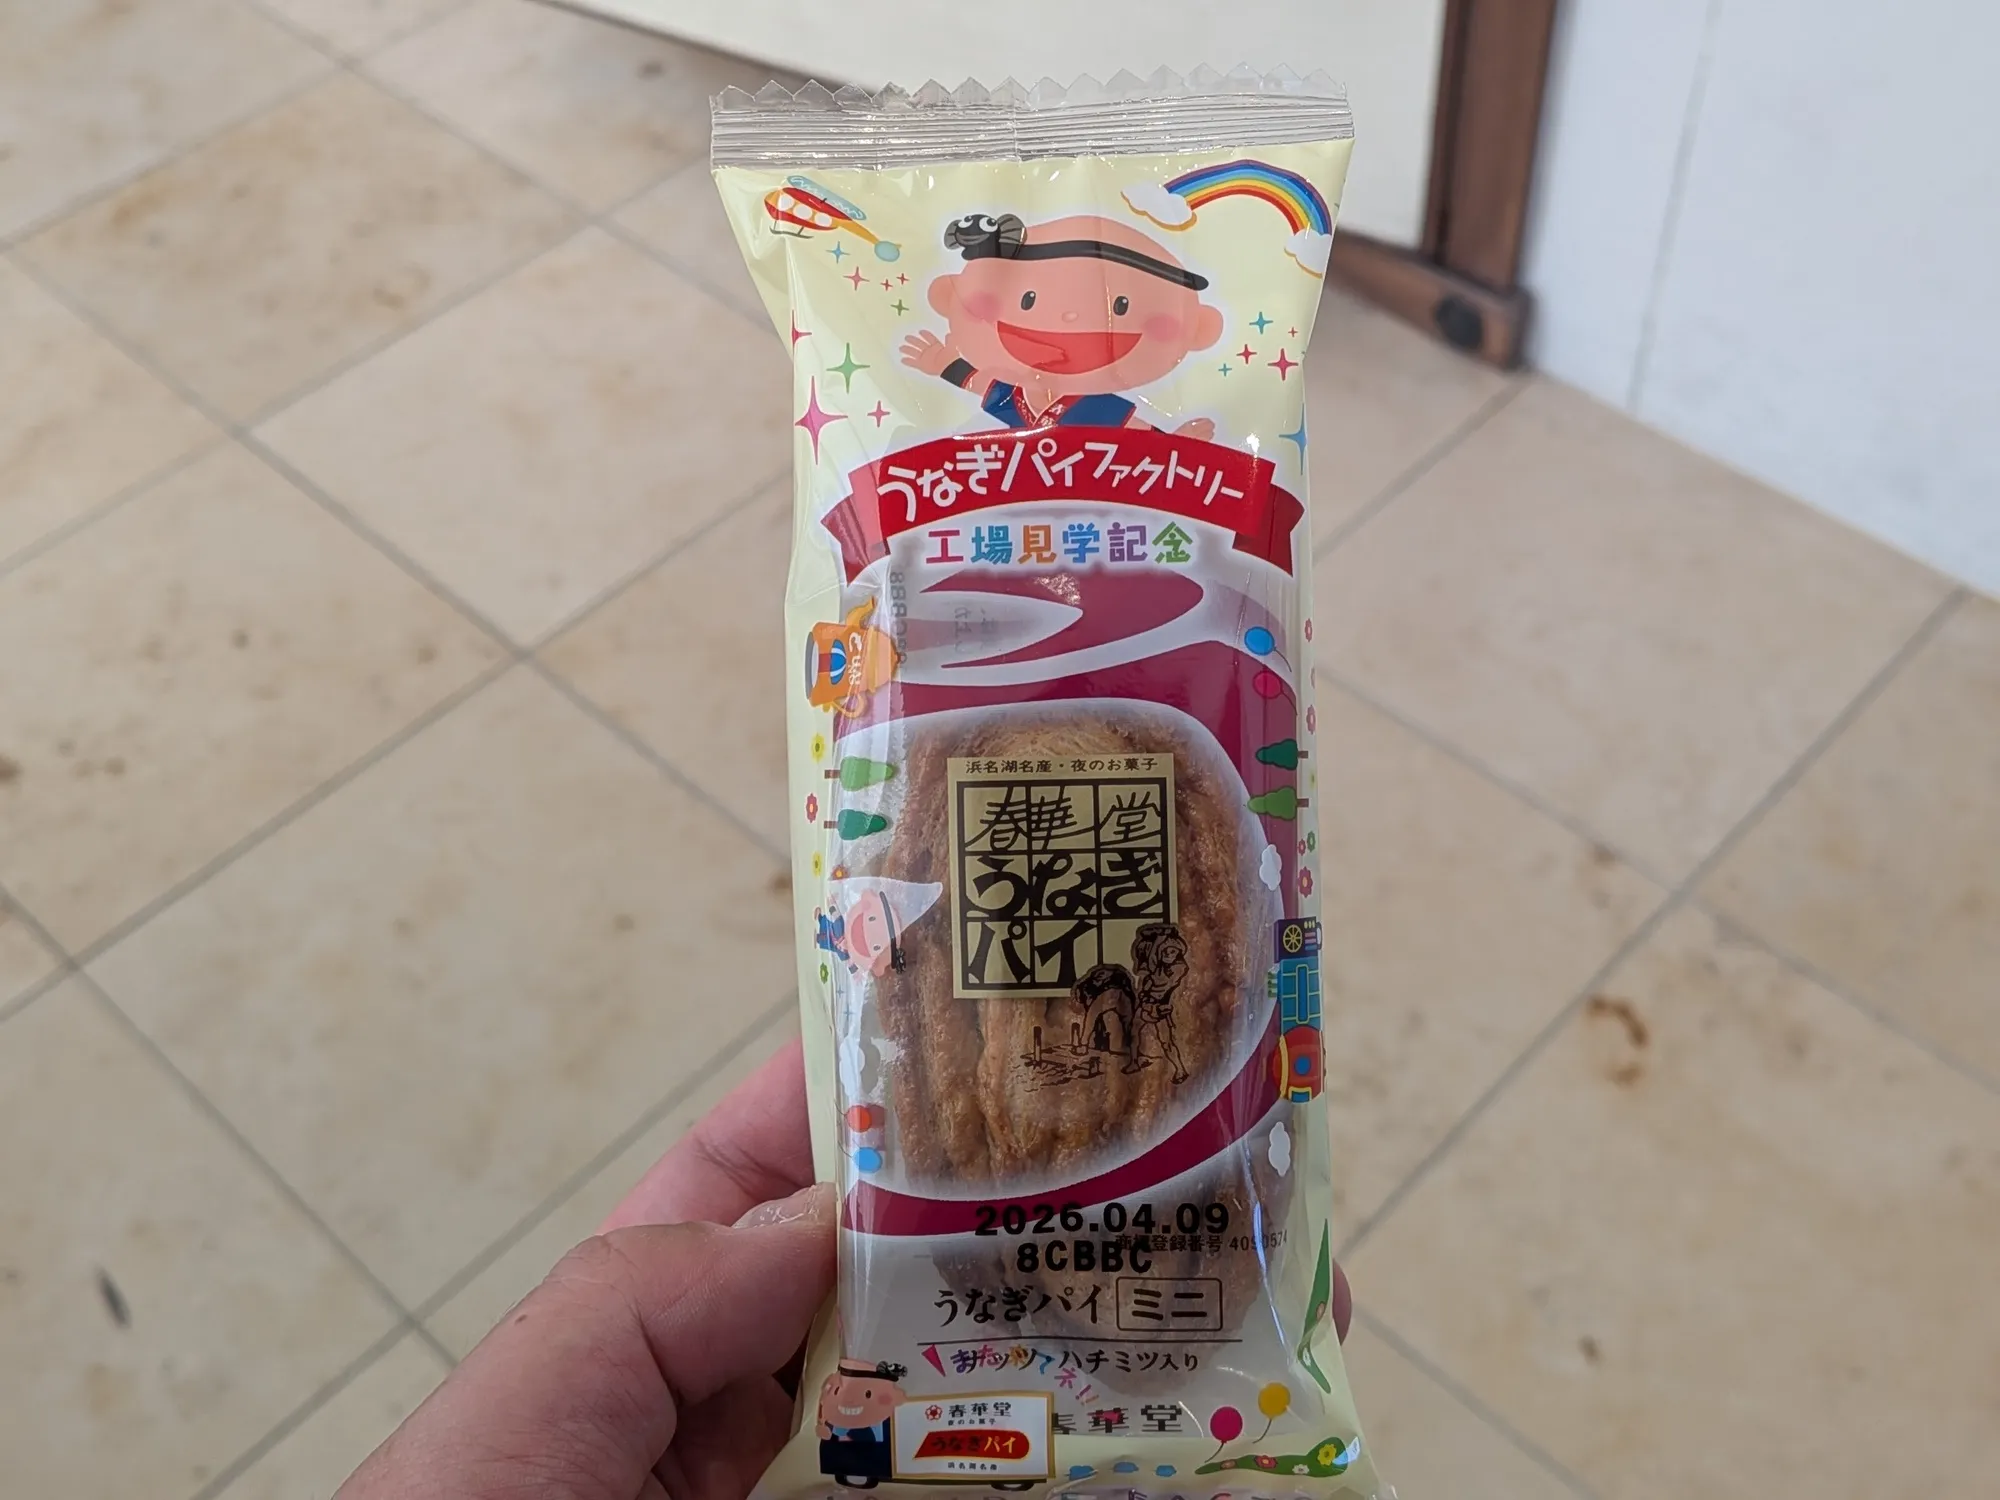 うなぎパイファクトリー
工場見学記念
浜名湖名産・夜のお菓子
春華堂
うなぎ
パイ
2026.04.09
商標登録番号 4090574
8CBBC
うなぎパイ ミニ
ナッツ・ハチミツ入り
春華堂
春華堂
夜のお菓子
うなぎパイ
浜名湖名産